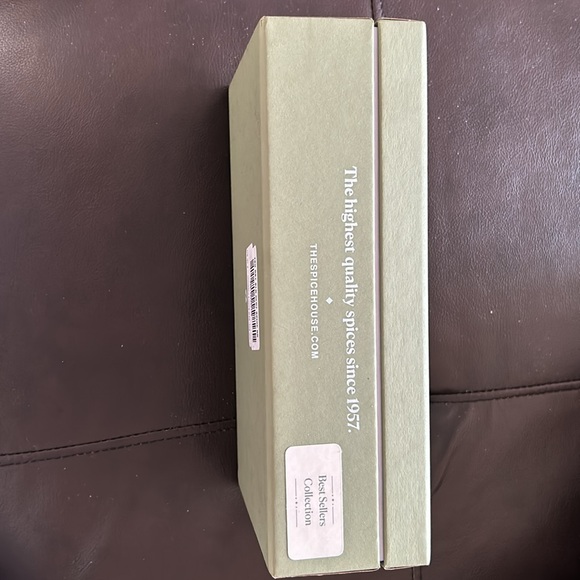 The highest quality spices since 1957.
THESPICEHOUSE.COM
Best Sellers
Collection